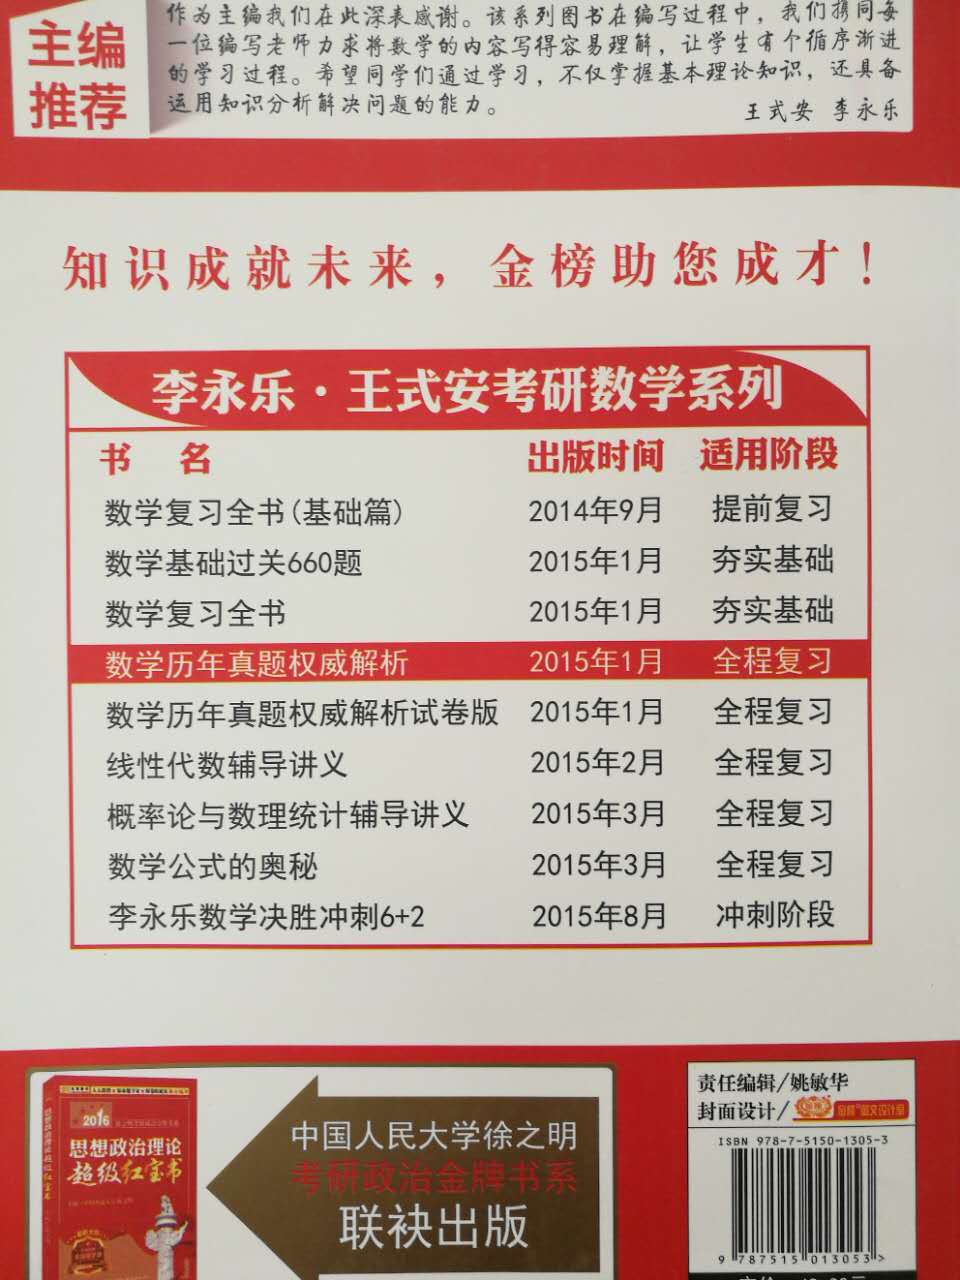 主编
推荐
作为主编我们在此深表感谢。该系列图书在编写过程中，我们携同每
一位编写老师力求将数学的内容写得容易理解，让学生有个循序渐进
的学习过程。希望同学们通过学习，不仅掌握基本理论知识，还具备
运用知识分析解决问题的能力。
王式安 李永乐
知识成就未来，金榜助您成才！
李永乐·王式安考研数学系列
书 名 出版时间 适用阶段
数学复习全书(基础篇) 2014年9月 提前复习
数学基础过关660题 2015年1月 夯实基础
数学复习全书 2015年1月 夯实基础
数学历年真题权威解析 2015年1月 全程复习
数学历年真题权威解析试卷版 2015年1月 全程复习
线性代数辅导讲义 2015年2月 全程复习
概率论与数理统计辅导讲义 2015年3月 全程复习
数学公式的奥秘 2015年3月 全程复习
李永乐数学决胜冲刺6+2 2015年8月 冲刺阶段
2016
思想政治理论
超级红宝书
中国人民大学徐之明
考研政治金牌书系
联袂出版
责任编辑/姚敏华
封面设计/
ISBN 978-7-5150-1305-3
9 787515 013053 >